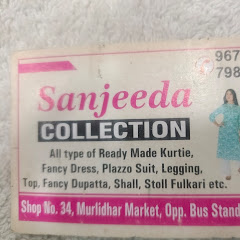 967
798
Sanjeeda
COLLECTION
All type of Ready Made Kurtie,
Fancy Dress, Plazzo Suit, Legging,
Top, Fancy Dupatta, Shall, Stoll Fulkari etc.
Shop No. 34, Murlidhar Market, Opp. Bus Stand